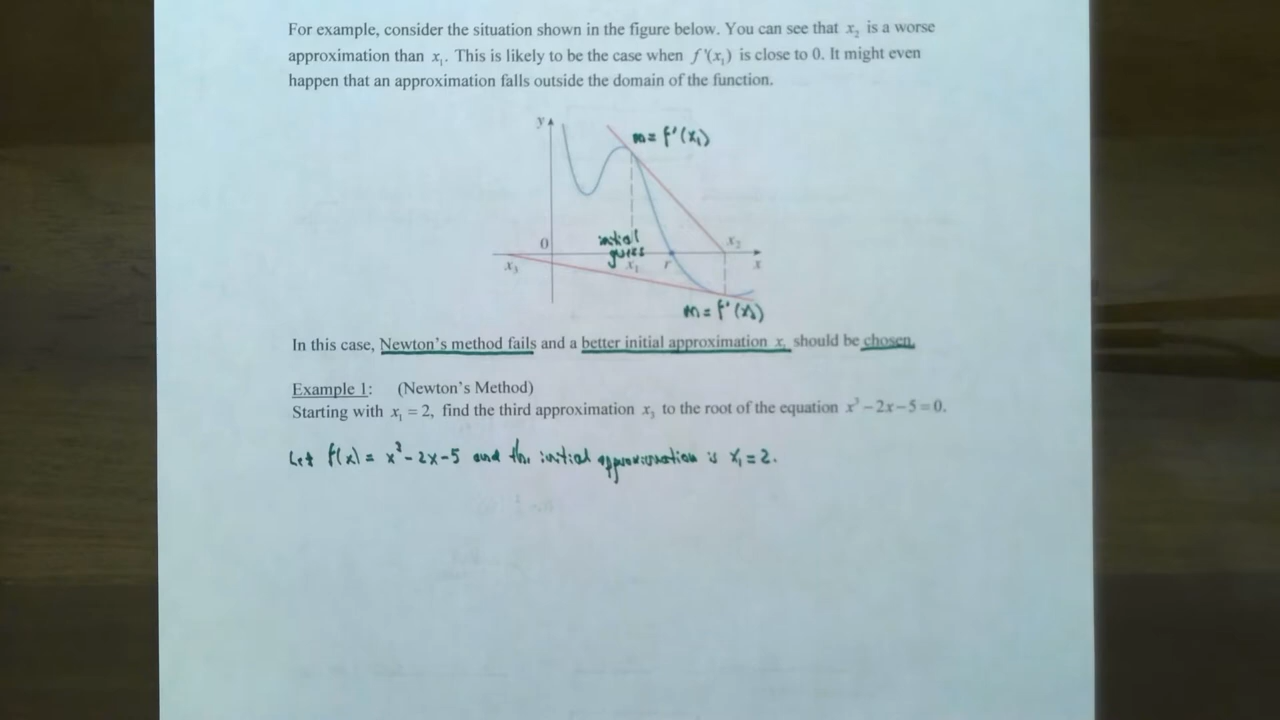 For example, consider the situation shown in the figure below. You can see that x₂ is a worse
approximation than x₁. This is likely to be the case when f'(x₁) is close to 0. It might even
happen that an approximation falls outside the domain of the function.
y
m = f'(x₁)
0
initial
guess
x₂
x₃
x₁
r
x
m = f'(x₂)
In this case, Newton's method fails and a better initial approximation x₁ should be chosen.
Example 1: (Newton's Method)
Starting with x₁ = 2, find the third approximation x₃ to the root of the equation x³ − 2x − 5 = 0.
Let f(x) = x³ - 2x - 5 and the initial approximation is x₁ = 2.